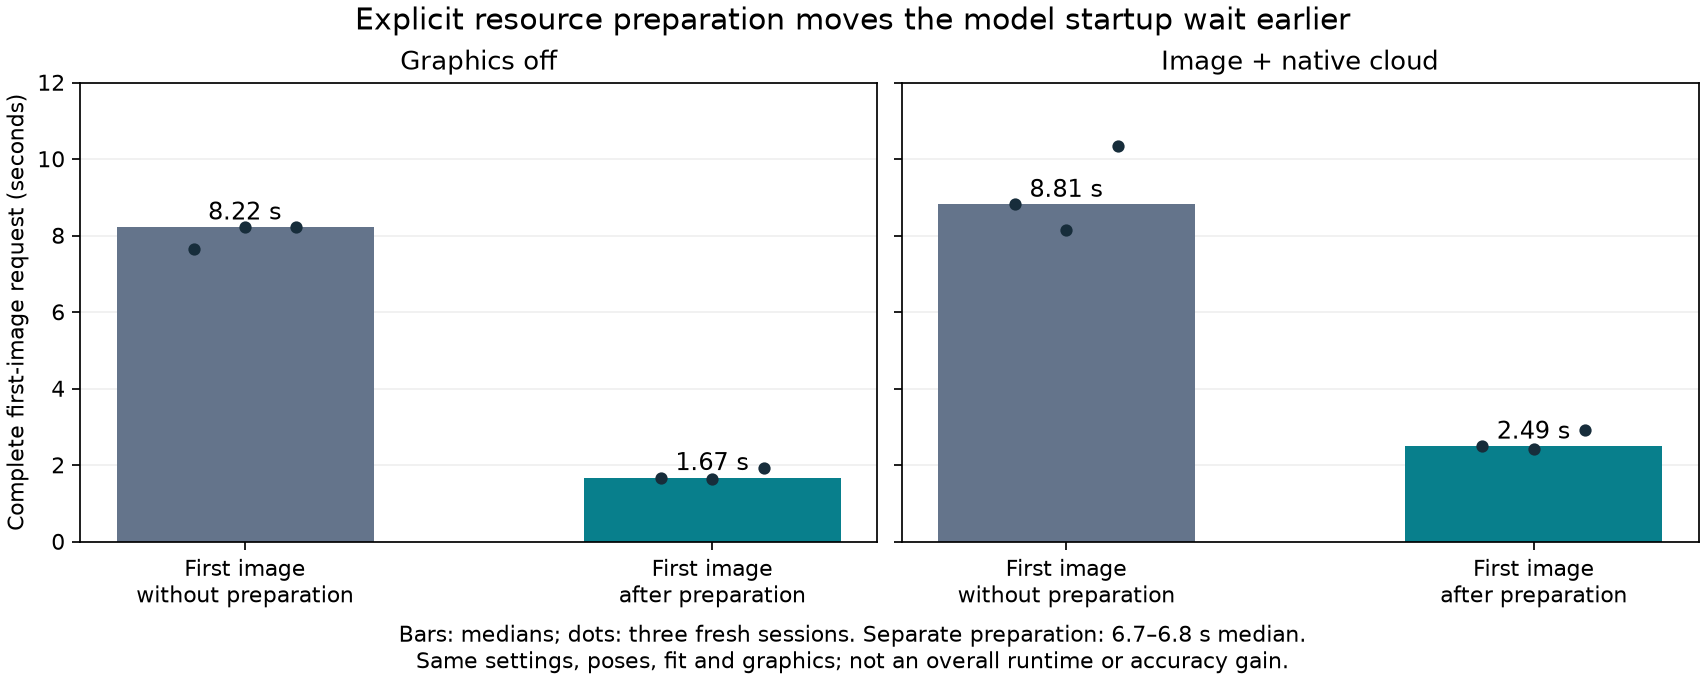 Explicit resource preparation moves the model startup wait earlier
Graphics off
Image + native cloud
Complete first-image request (seconds)
12
10
8
6
4
2
0
8.22 s
1.67 s
8.81 s
2.49 s
First image
without preparation
First image
after preparation
First image
without preparation
First image
after preparation
Bars: medians; dots: three fresh sessions. Separate preparation: 6.7–6.8 s median.
Same settings, poses, fit and graphics; not an overall runtime or accuracy gain.